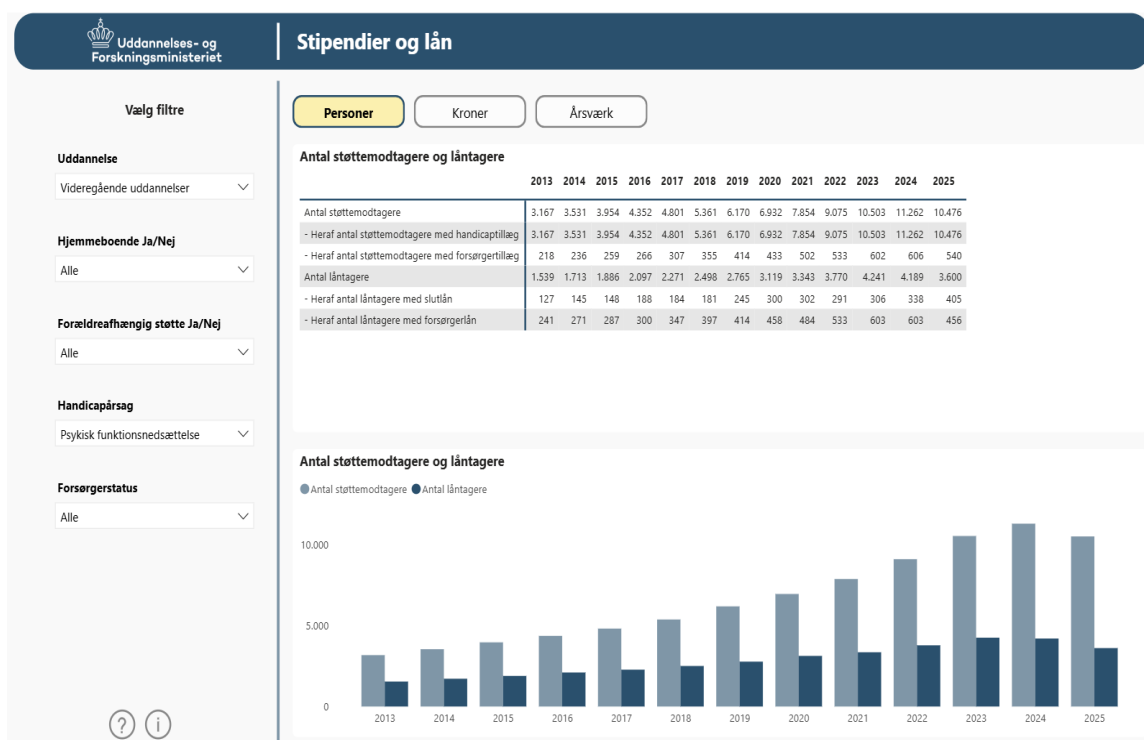 Uddannelses- og
Forskningsministeriet
Stipendier og lån
Vælg filtre
Uddannelse
Videregående uddannelser
Hjemmeboende Ja/Nej
Alle
Forældreafhængig støtte Ja/Nej
Alle
Handicapårsag
Psykisk funktionsnedsættelse
Forsørgerstatus
Alle
Personer Kroner Årsværk
Antal støttemodtagere og låntagere
2013 2014 2015 2016 2017 2018 2019 2020 2021 2022 2023 2024 2025
Antal støttemodtagere 3.167 3.531 3.954 4.352 4.801 5.361 6.170 6.932 7.854 9.075 10.503 11.262 10.476
- Heraf antal støttemodtagere med handicaptillæg 3.167 3.531 3.954 4.352 4.801 5.361 6.170 6.932 7.854 9.075 10.503 11.262 10.476
- Heraf antal støttemodtagere med forsørgertillæg 218 236 259 266 307 355 414 433 502 533 602 606 540
Antal låntagere 1.539 1.713 1.886 2.097 2.271 2.498 2.765 3.119 3.343 3.770 4.241 4.189 3.600
- Heraf antal låntagere med slutlån 127 145 148 188 184 181 245 300 302 291 306 338 405
- Heraf antal låntagere med forsørgerlån 241 271 287 300 347 397 414 458 484 533 603 603 456
Antal støttemodtagere og låntagere
Antal støttemodtagere Antal låntagere
10.000
5.000
0
2013 2014 2015 2016 2017 2018 2019 2020 2021 2022 2023 2024 2025
? i